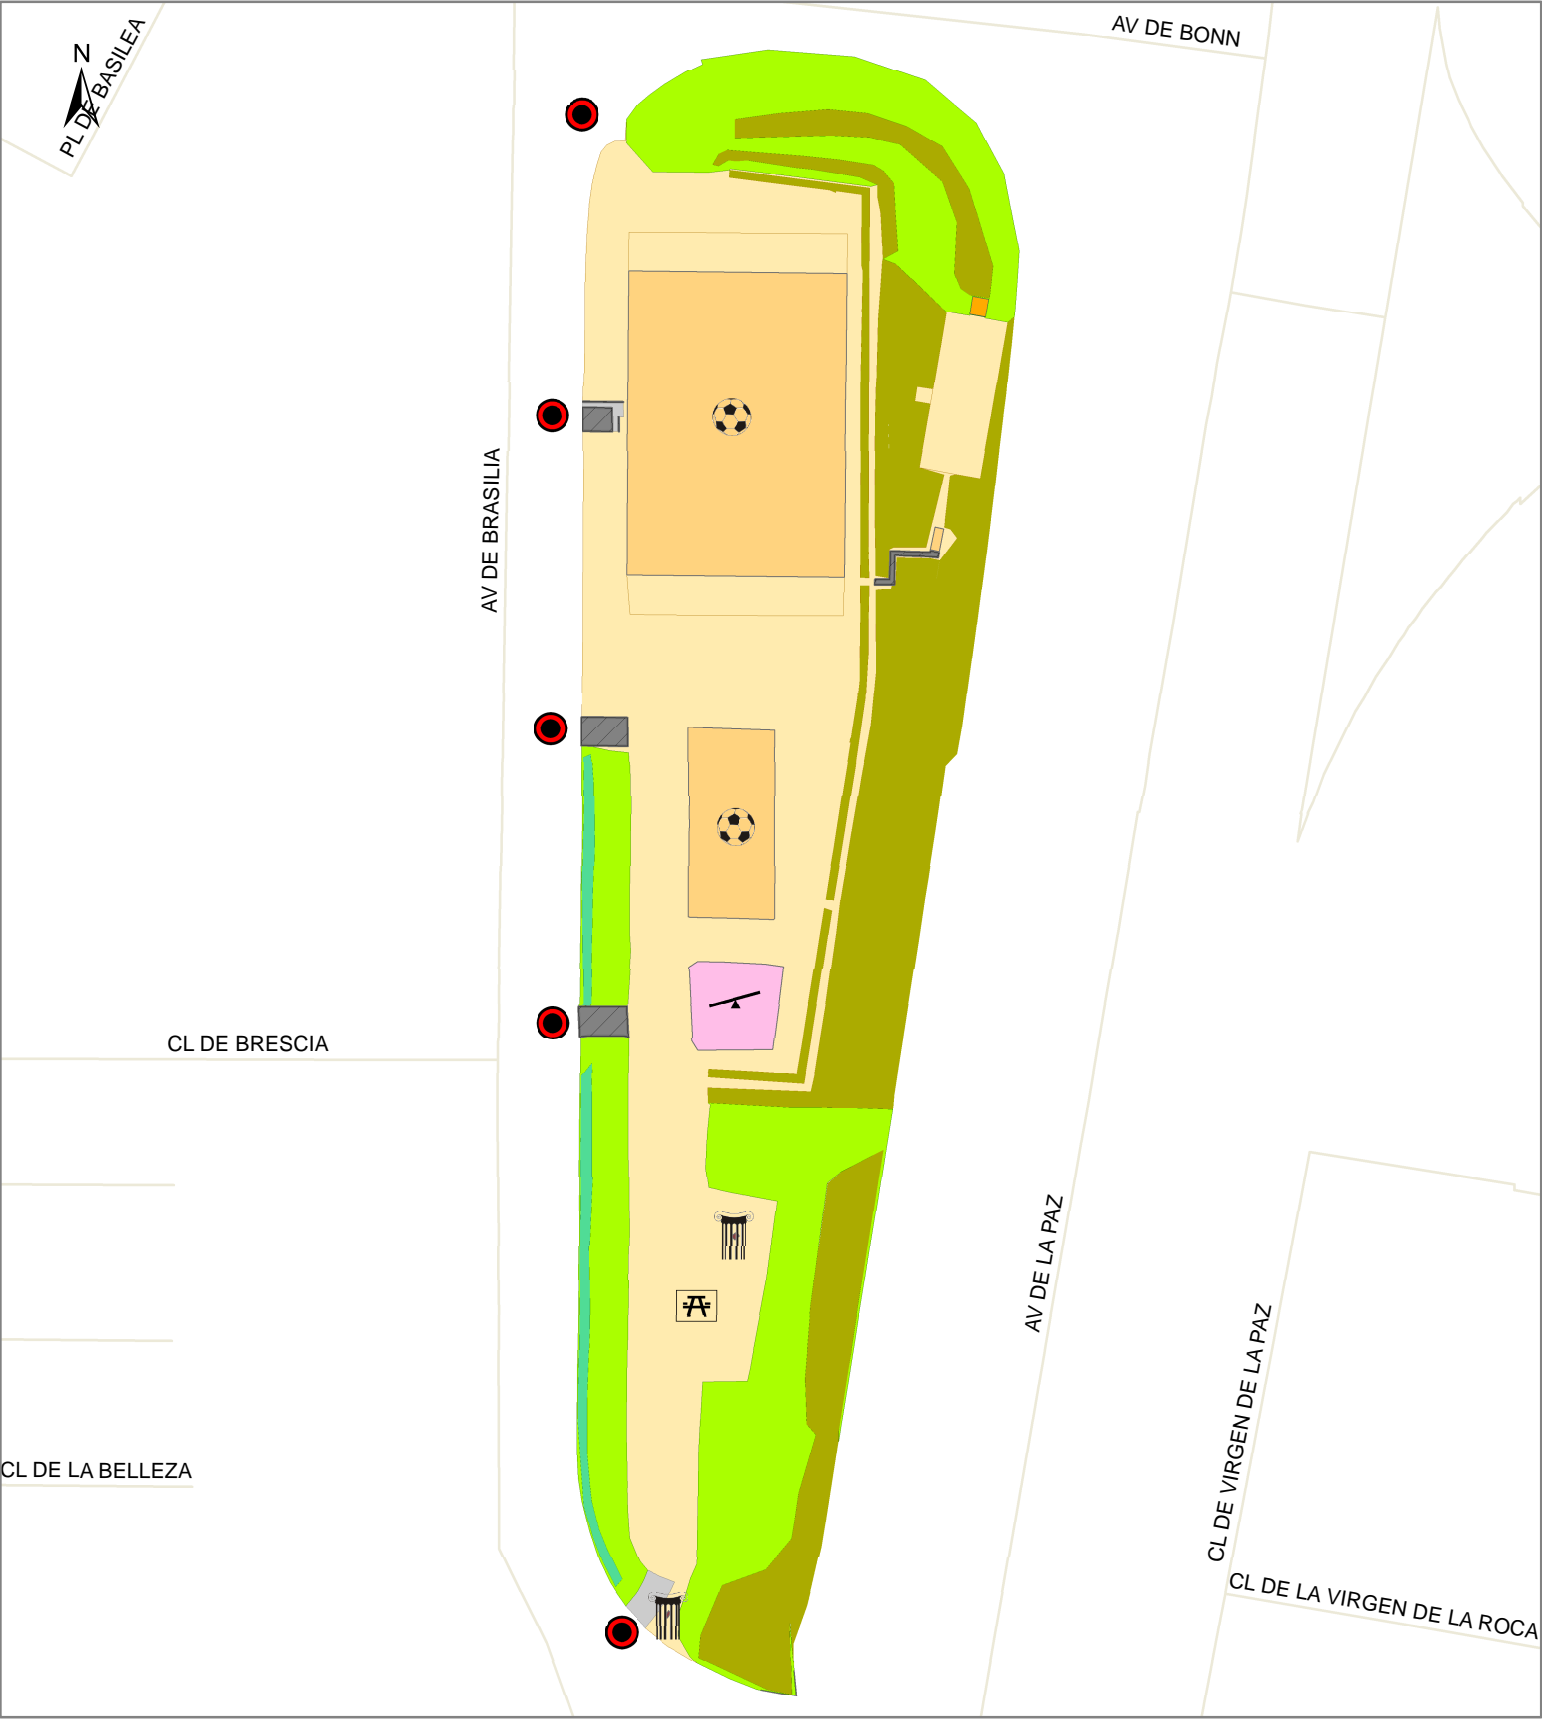 AV DE BONN
N
PL DE BASILEA
AV DE BRASILIA
CL DE BRESCIA
AV DE LA PAZ
CL DE VIRGEN DE LA PAZ
CL DE LA BELLEZA
CL DE LA VIRGEN DE LA ROCA